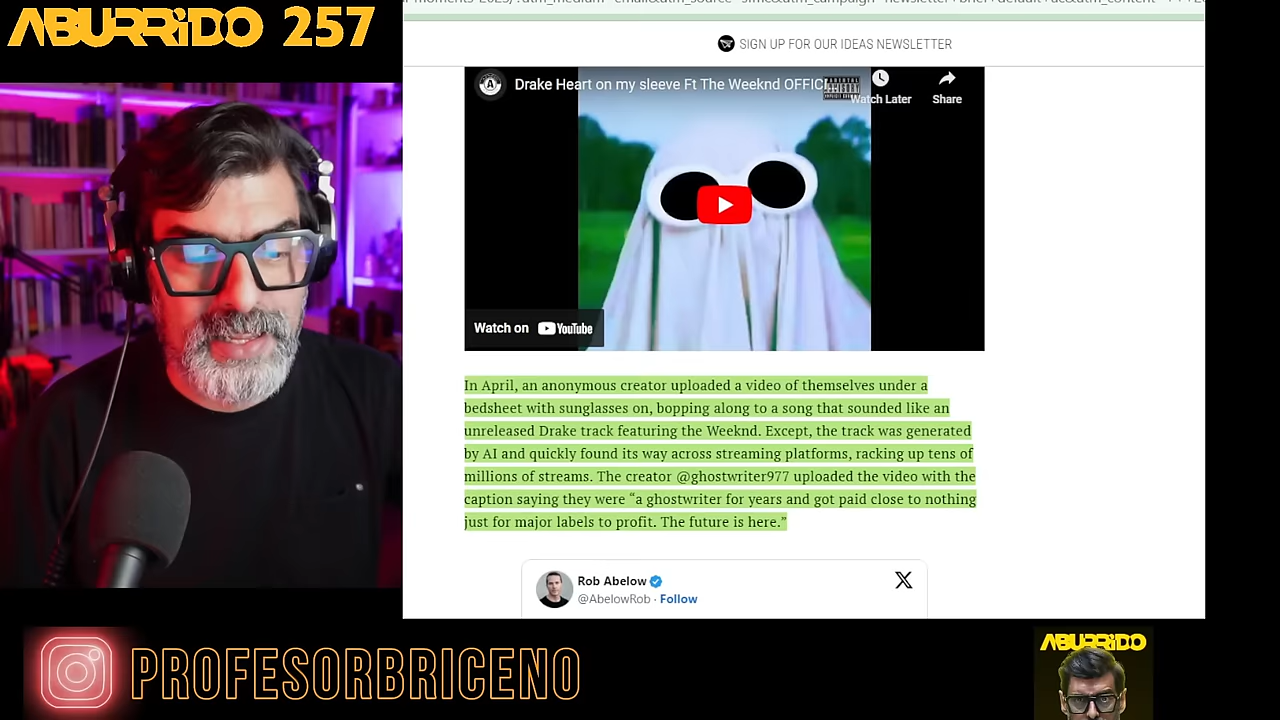 ABURRiDO 257
SIGN UP FOR OUR IDEAS NEWSLETTER
Drake Heart on my sleeve Ft The Weeknd OFFIC
PARENTAL
ADVISORY
Watch Later
Share
Watch on YouTube
In April, an anonymous creator uploaded a video of themselves under a
bedsheet with sunglasses on, bopping along to a song that sounded like an
unreleased Drake track featuring the Weeknd. Except, the track was generated
by AI and quickly found its way across streaming platforms, racking up tens of
millions of streams. The creator @ghostwriter977 uploaded the video with the
caption saying they were “a ghostwriter for years and got paid close to nothing
just for major labels to profit. The future is here.”
Rob Abelow
@AbelowRob · Follow
PROFESORBRICENO
ABURRiDO